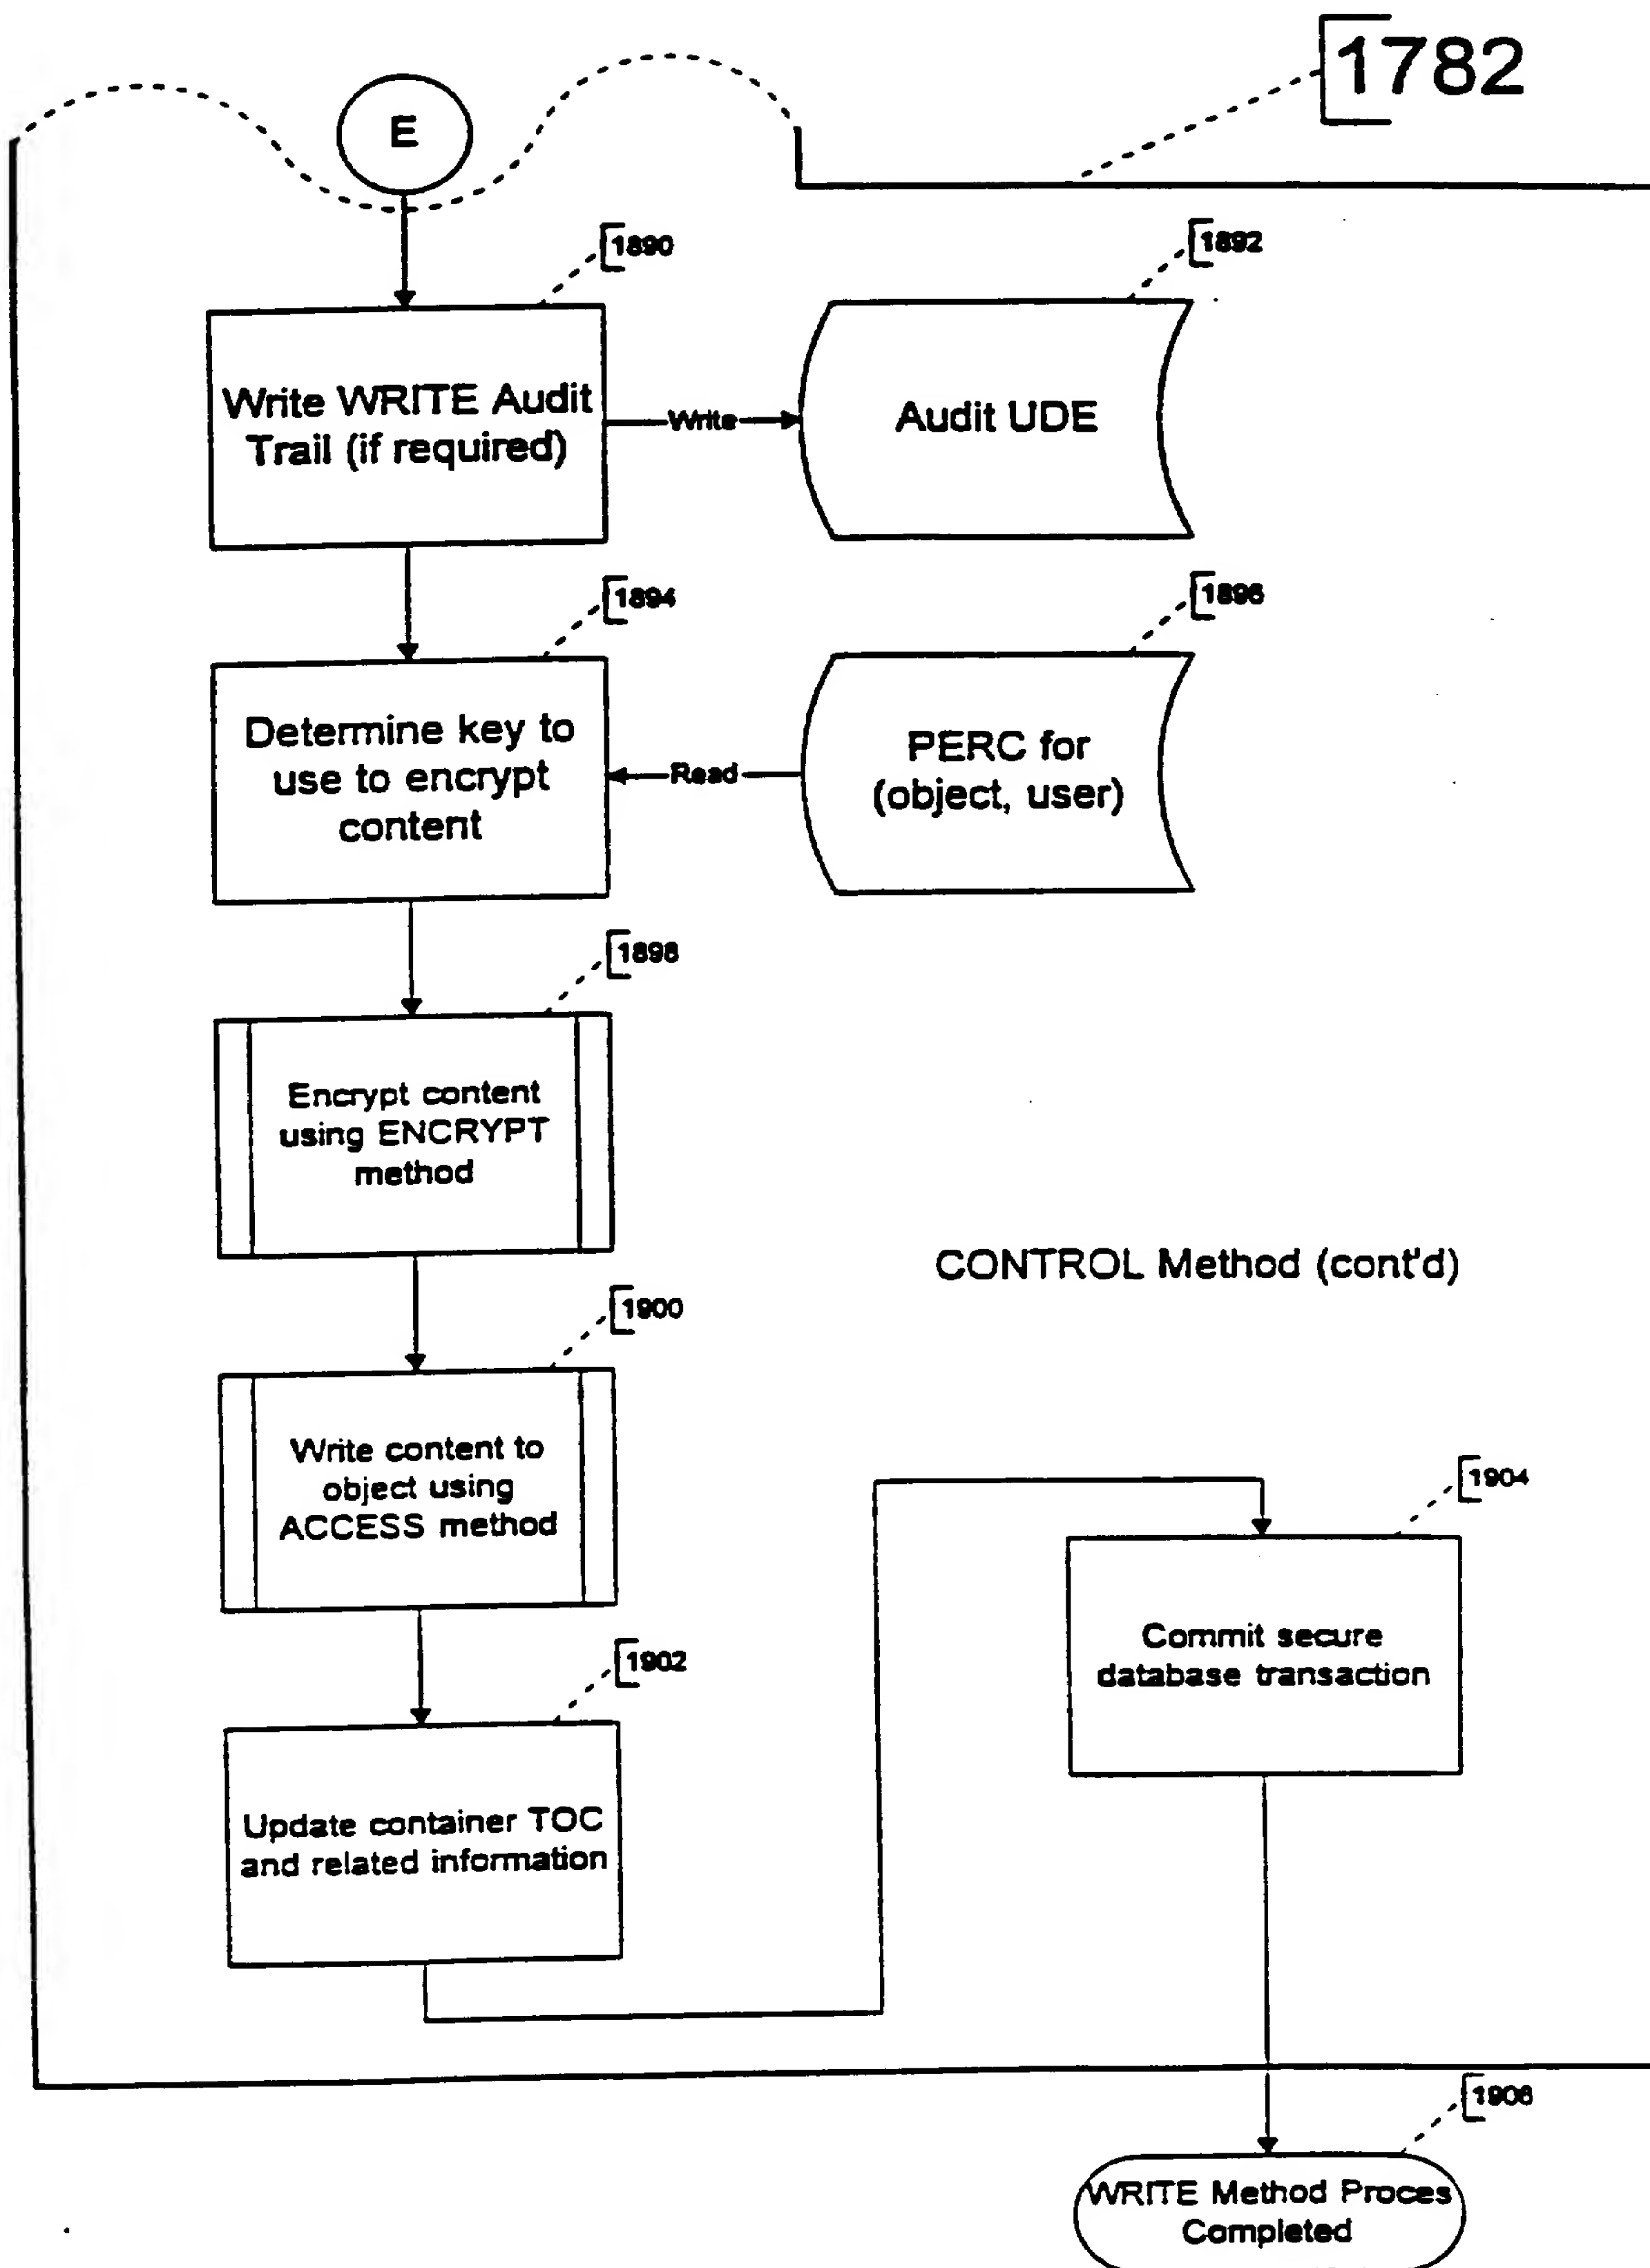 1782
E
1890
1892
Write WRITE Audit
Trail (if required)
Write
Audit UDE
1894
1896
Determine key to
use to encrypt
content
Read
PERC for
(object, user)
1898
Encrypt content
using ENCRYPT
method
CONTROL Method (cont'd)
1900
Write content to
object using
ACCESS method
1904
Commit secure
database transaction
1902
Update container TOC
and related information
1906
WRITE Method Proces
Completed